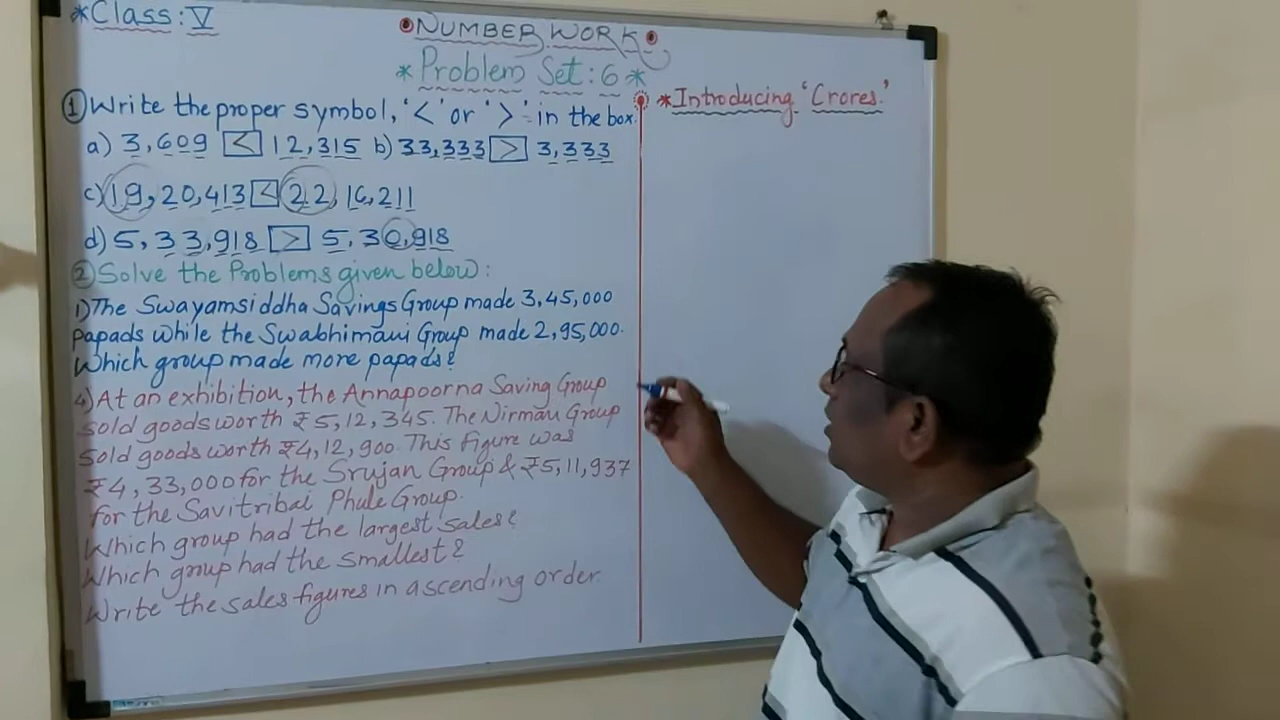 *Class: V
NUMBER WORK
*Problem Set: 6*
① Write the proper symbol, '<' or '>' in the box.
a) 3,609 < 12,315 b) 33,333 > 3,333
c) 19,20,413 < 22,16,211
d) 5,33,918 > 5,30,918
② Solve the Problems given below:
1) The Swayamsiddha Savings Group made 3,45,000
papads while the Swabhimani Group made 2,95,000.
Which group made more papads?
4) At an exhibition, the Annapoorna Saving Group
sold goods worth ₹5,12,345. The Nirman Group
sold goods worth ₹4,12,900. This figure was
₹4,33,000 for the Srujan Group & ₹5,11,937
for the Savitribai Phule Group.
Which group had the largest sales?
Which group had the smallest?
Write the sales figures in ascending order.
*Introducing 'Crores.'